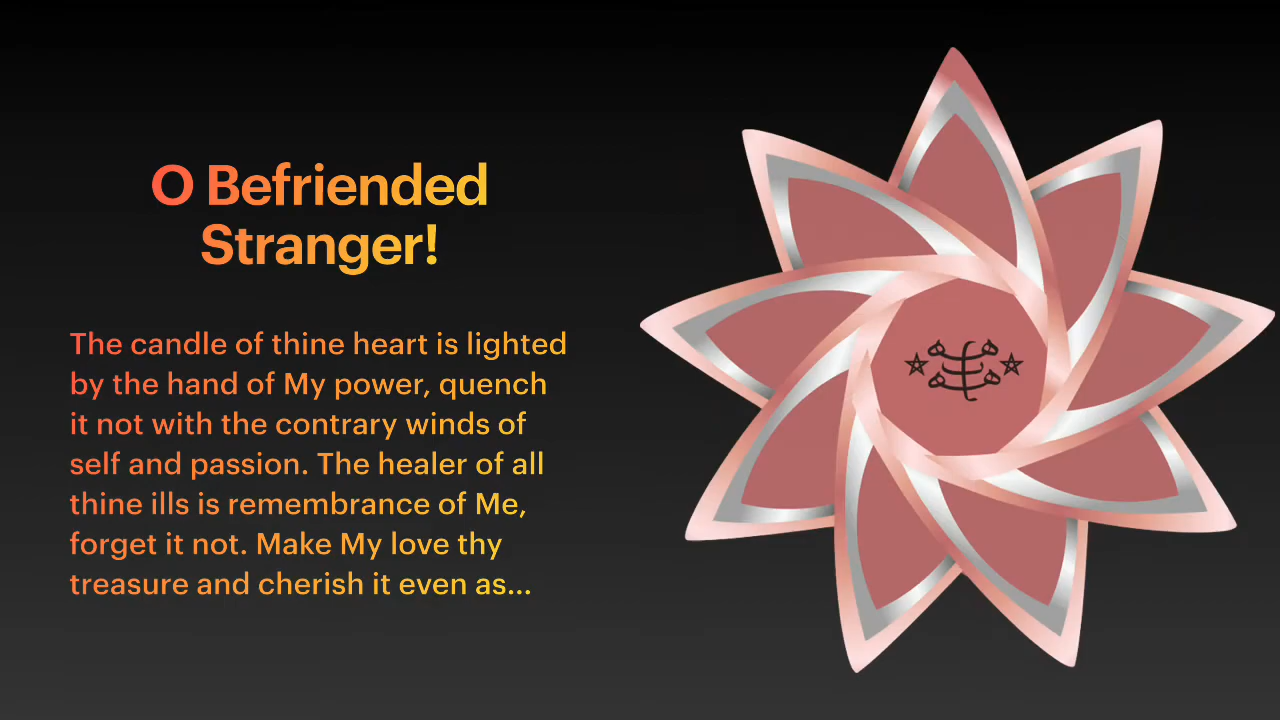 O Befriended
Stranger!
The candle of thine heart is lighted
by the hand of My power, quench
it not with the contrary winds of
self and passion. The healer of all
thine ills is remembrance of Me,
forget it not. Make My love thy
treasure and cherish it even as...